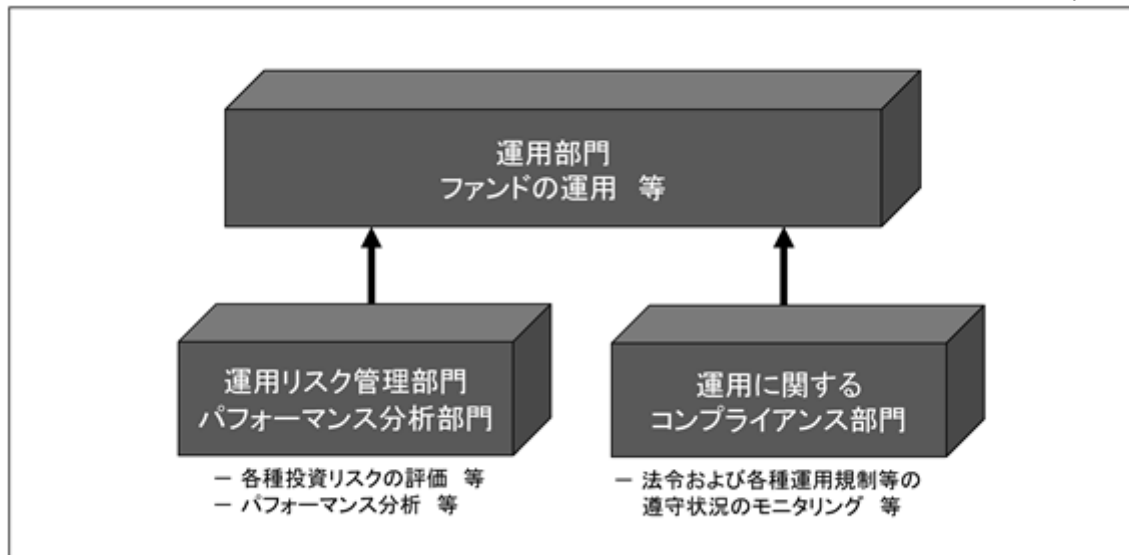 運用部門
ファンドの運用　等
運用リスク管理部門
パフォーマンス分析部門
運用に関する
コンプライアンス部門
－ 各種投資リスクの評価　等
－ パフォーマンス分析　等
－ 法令および各種運用規制等の
遵守状況のモニタリング　等